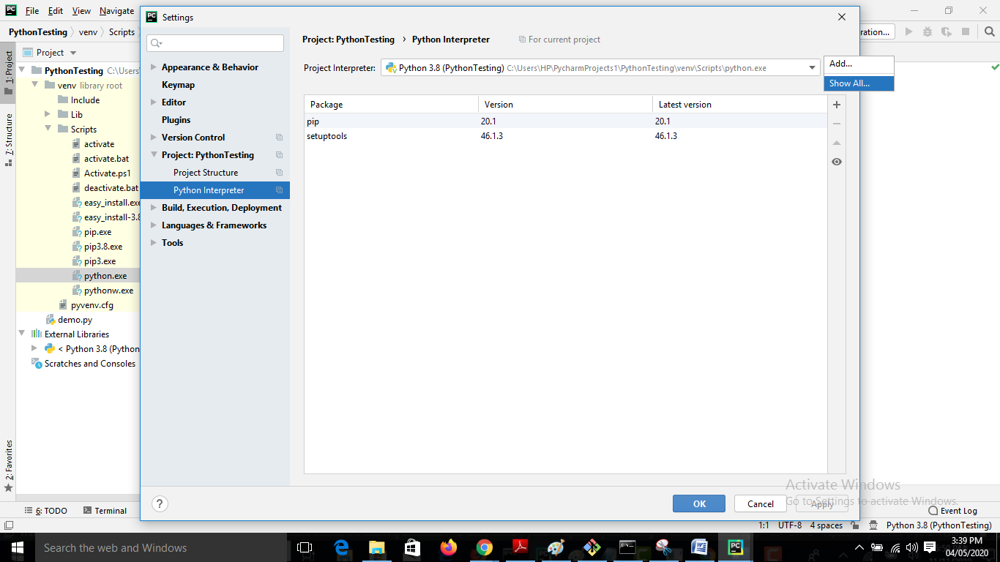 File Edit View Navigate
Settings
PythonTesting venv Scripts
ration...
1: Project
7: Structure
2: Favorites
Project
PythonTesting C:\Users
venv library root
Include
Lib
Scripts
activate
activate.bat
Activate.ps1
deactivate.bat
easy_install.exe
easy_install-3.8
pip.exe
pip3.8.exe
pip3.exe
python.exe
pythonw.exe
pyvenv.cfg
demo.py
External Libraries
< Python 3.8 (Python
Scratches and Consoles
Appearance & Behavior
Keymap
Editor
Plugins
Version Control
Project: PythonTesting
Project Structure
Python Interpreter
Build, Execution, Deployment
Languages & Frameworks
Tools
Project: PythonTesting › Python Interpreter For current project
Project Interpreter: Python 3.8 (PythonTesting) C:\Users\HP\PycharmProjects1\PythonTesting\venv\Scripts\python.exe
Add...
Show All...
Package Version Latest version
pip 20.1 20.1
setuptools 46.1.3 46.1.3
Activate Windows
Go to Settings to activate Windows.
? OK Cancel Apply
6: TODO Terminal Event Log
1:1 UTF-8 4 spaces Python 3.8 (PythonTesting)
Search the web and Windows
3:39 PM
04/05/2020